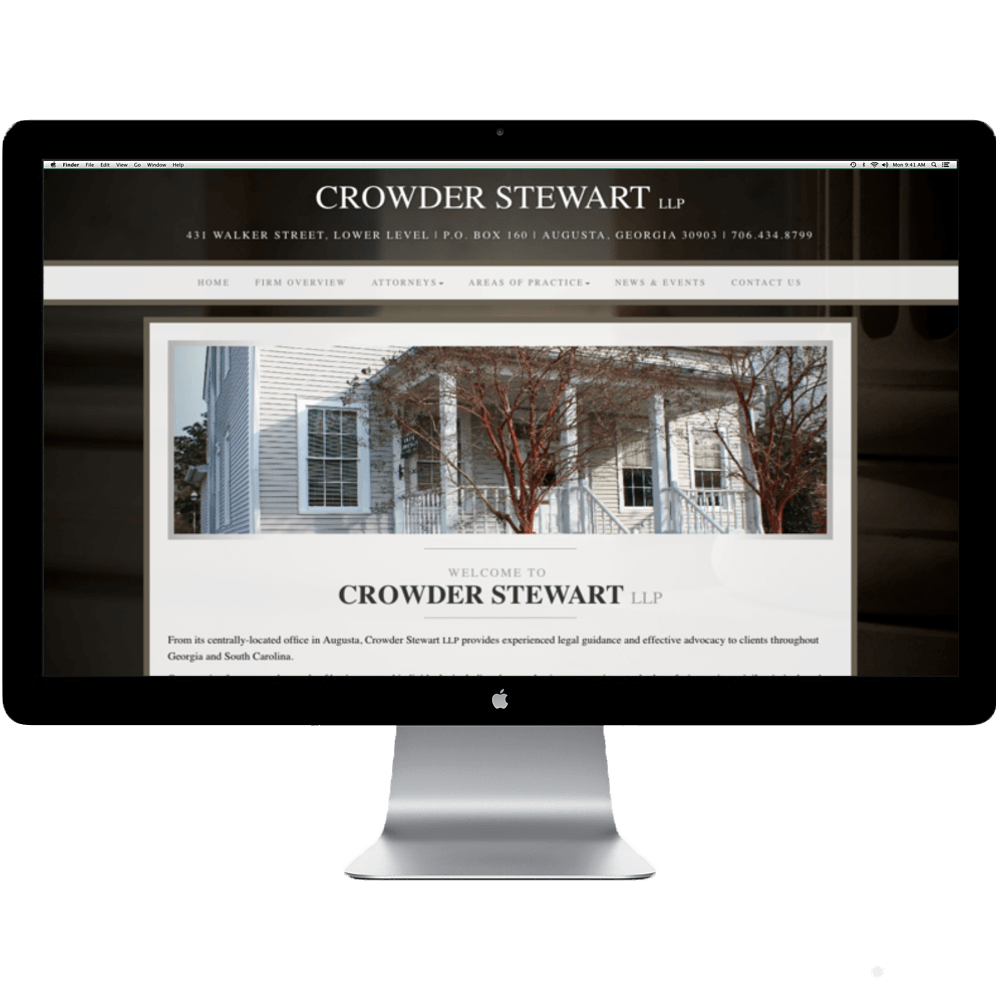 Finder File Edit View Go Window Help Mon 9:41 AM
CROWDER STEWART LLP
431 WALKER STREET, LOWER LEVEL | P.O. BOX 160 | AUGUSTA, GEORGIA 30903 | 706.434.8799
HOME FIRM OVERVIEW ATTORNEYS AREAS OF PRACTICE NEWS & EVENTS CONTACT US
WELCOME TO
CROWDER STEWART LLP
From its centrally-located office in Augusta, Crowder Stewart LLP provides experienced legal guidance and effective advocacy to clients throughout
Georgia and South Carolina.